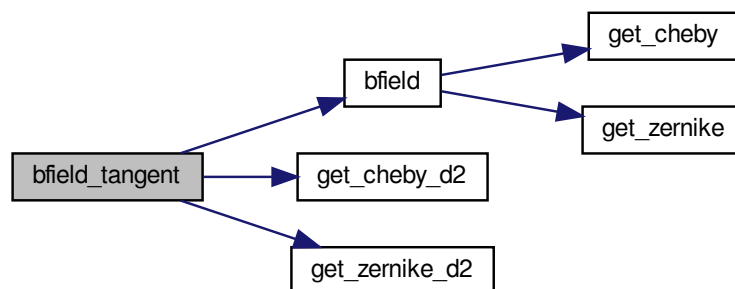 get_cheby
bfield
get_zernike
bfield_tangent
get_cheby_d2
get_zernike_d2